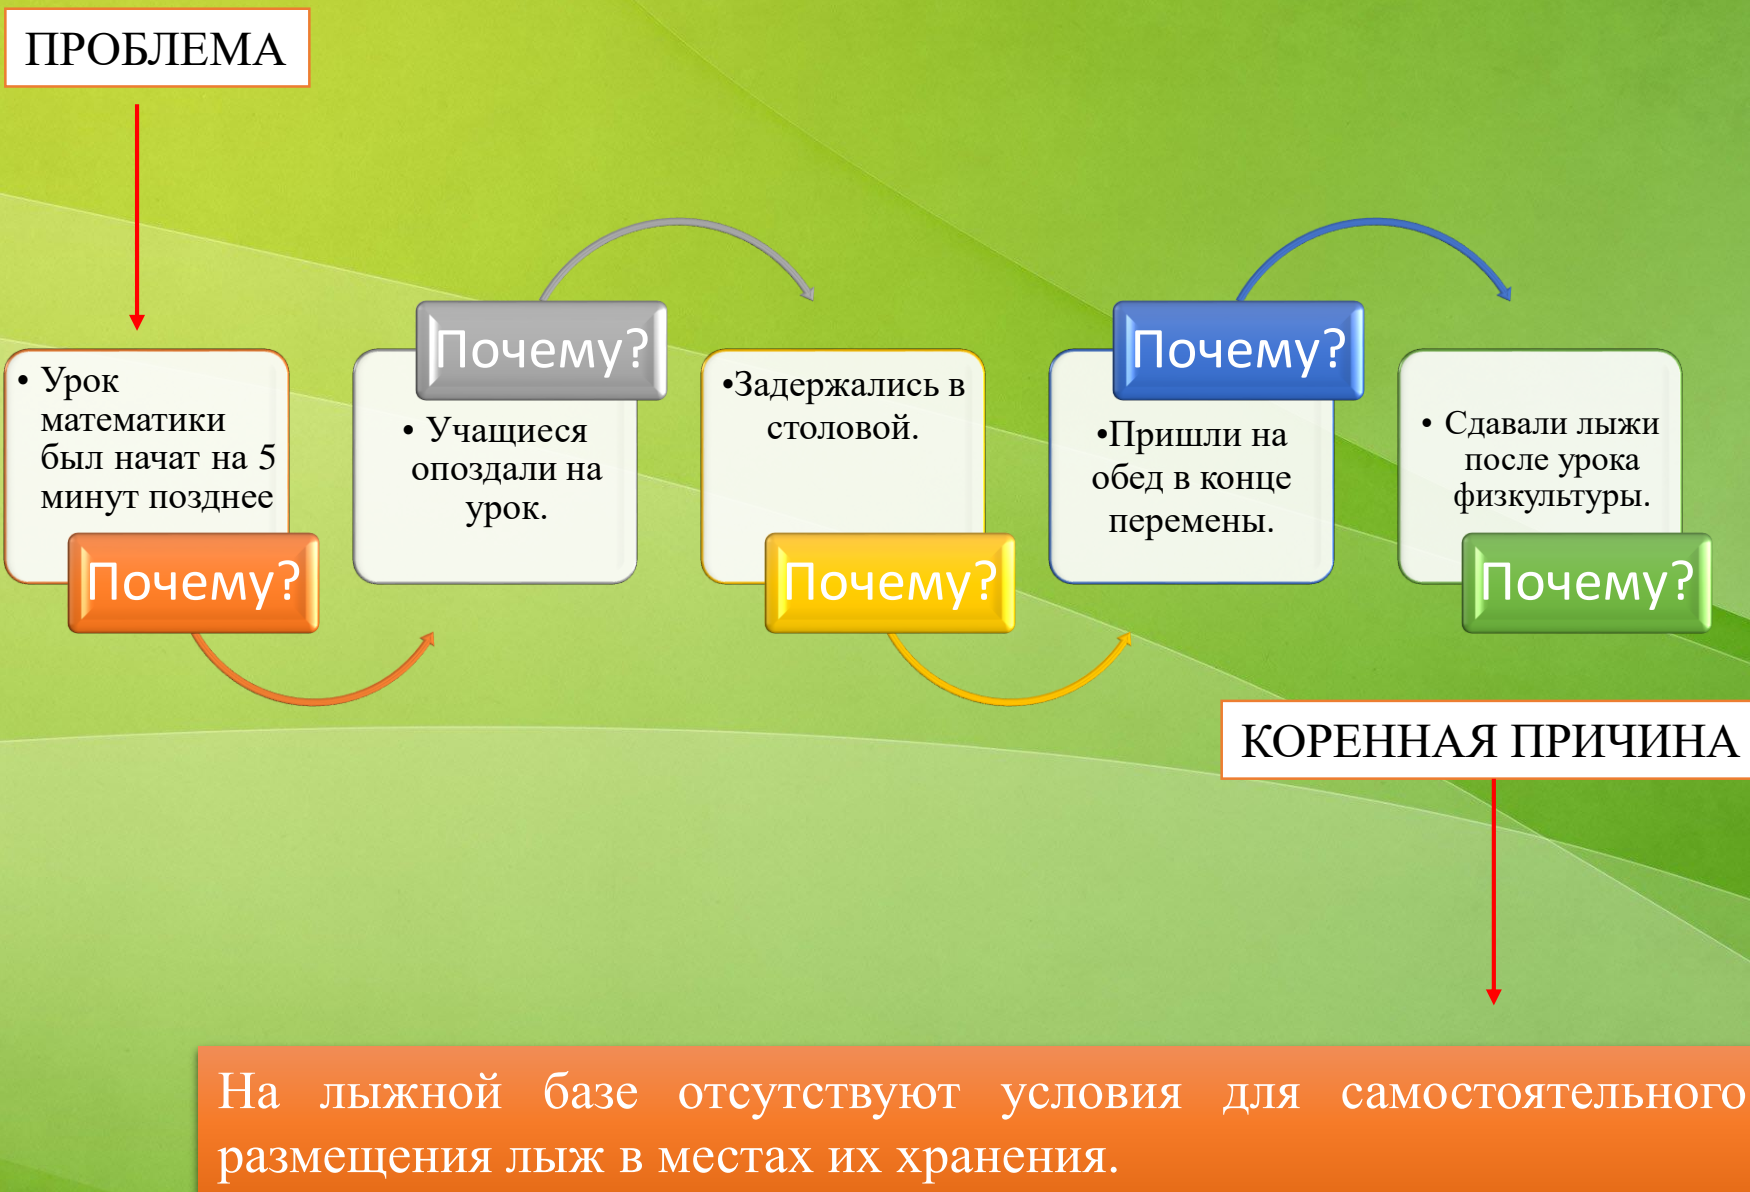 ПРОБЛЕМА
• Урок
математики
был начат на 5
минут позднее
Почему?
Почему?
• Учащиеся
опоздали на
урок.
•Задержались в
столовой.
Почему?
Почему?
•Пришли на
обед в конце
перемены.
• Сдавали лыжи
после урока
физкультуры.
Почему?
КОРЕННАЯ ПРИЧИНА
На лыжной базе отсутствуют условия для самостоятельного
размещения лыж в местах их хранения.